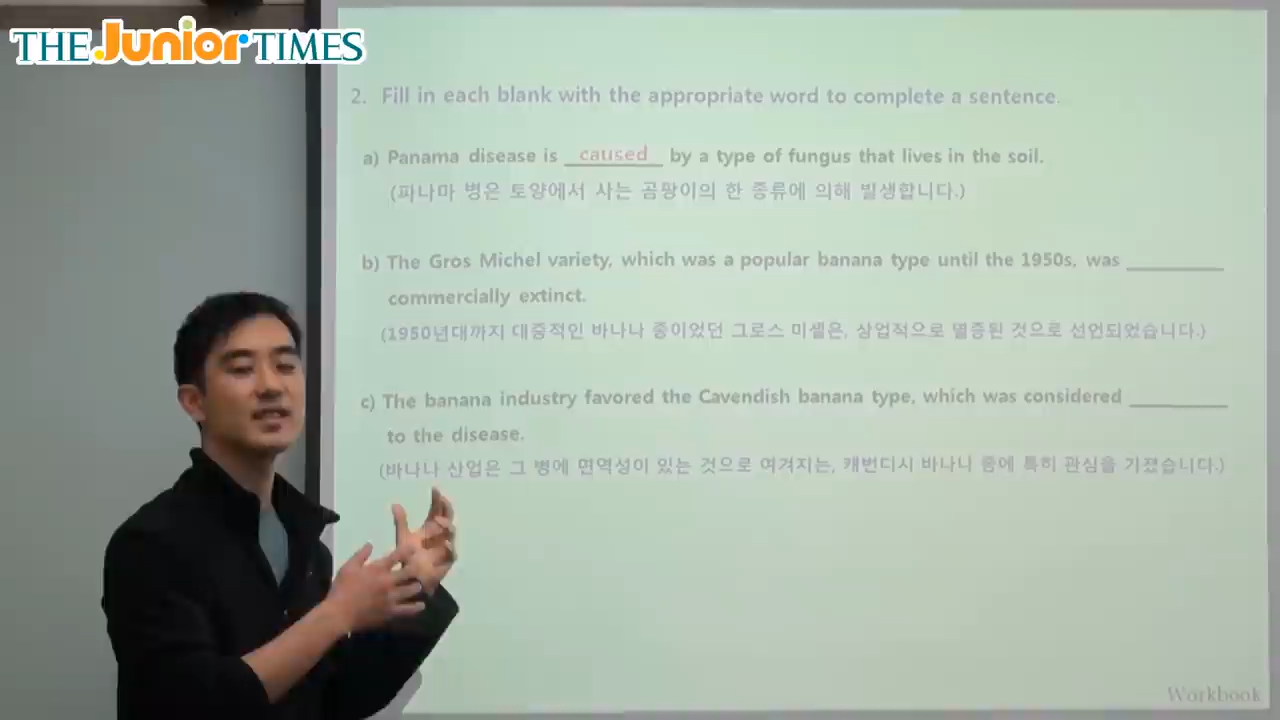 THE Junior TIMES
2. Fill in each blank with the appropriate word to complete a sentence.
a) Panama disease is caused by a type of fungus that lives in the soil.
(파나마 병은 토양에서 사는 곰팡이의 한 종류에 의해 발생합니다.)
b) The Gros Michel variety, which was a popular banana type until the 1950s, was ________
commercially extinct.
(1950년대까지 대중적인 바나나 종이었던 그로스 미셸은, 상업적으로 멸종된 것으로 선언되었습니다.)
c) The banana industry favored the Cavendish banana type, which was considered ________
to the disease.
(바나나 산업은 그 병에 면역성이 있는 것으로 여겨지는, 캐번디시 바나나 종에 특히 관심을 가졌습니다.)
Workbook